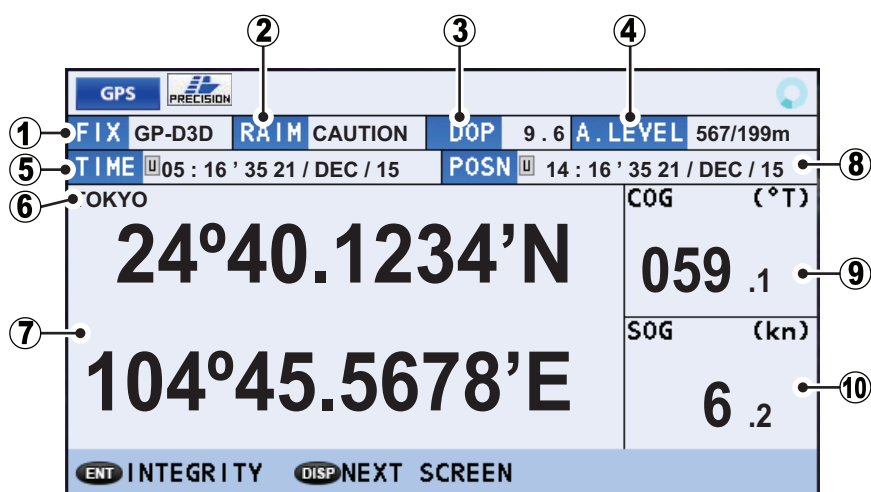 2 3 4
GPS PRECISION
1 FIX GP-D3D RAIM CAUTION DOP 9.6 A.LEVEL 567/199m
5 TIME U 05 : 16 ' 35 21 / DEC / 15 POSN U 14 : 16 ' 35 21 / DEC / 15 8
6 TOKYO COG (°T)
24º40.1234’N
059 .1 9
7 SOG (kn)
104º45.5678’E
6 .2 10
ENT INTEGRITY DISP NEXT SCREEN